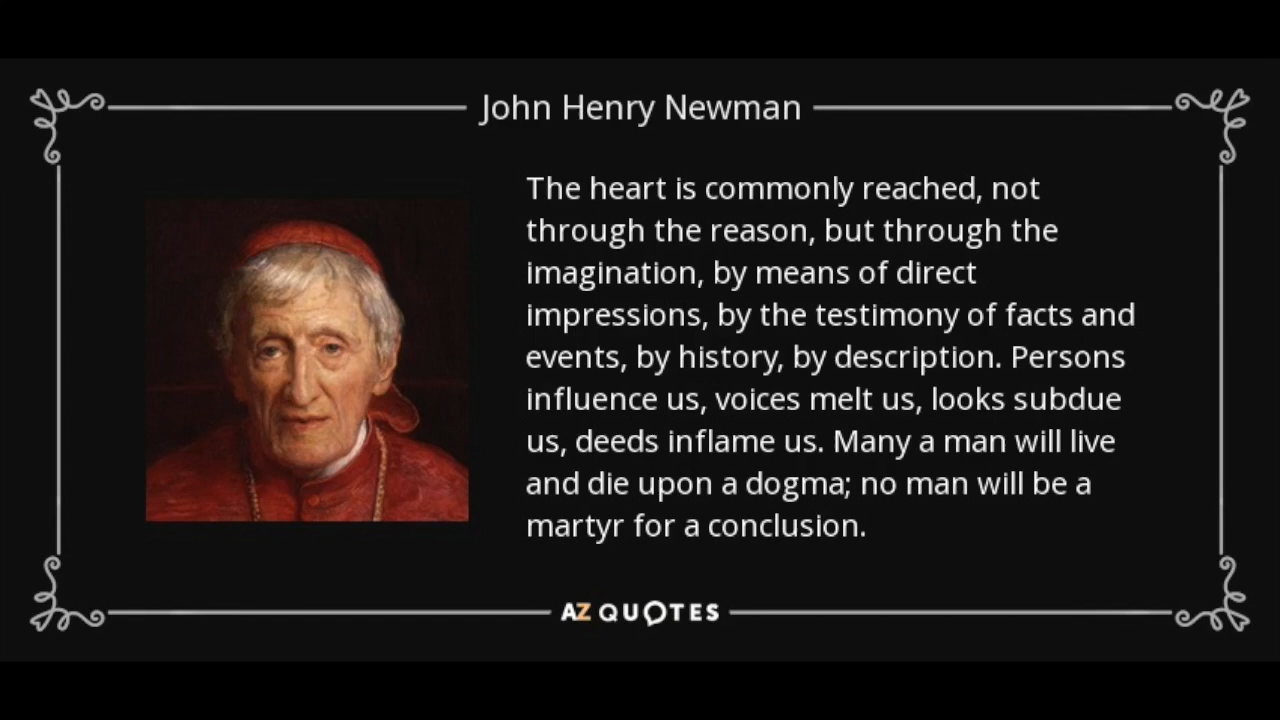 John Henry Newman
The heart is commonly reached, not
through the reason, but through the
imagination, by means of direct
impressions, by the testimony of facts and
events, by history, by description. Persons
influence us, voices melt us, looks subdue
us, deeds inflame us. Many a man will live
and die upon a dogma; no man will be a
martyr for a conclusion.
AZ QUOTES